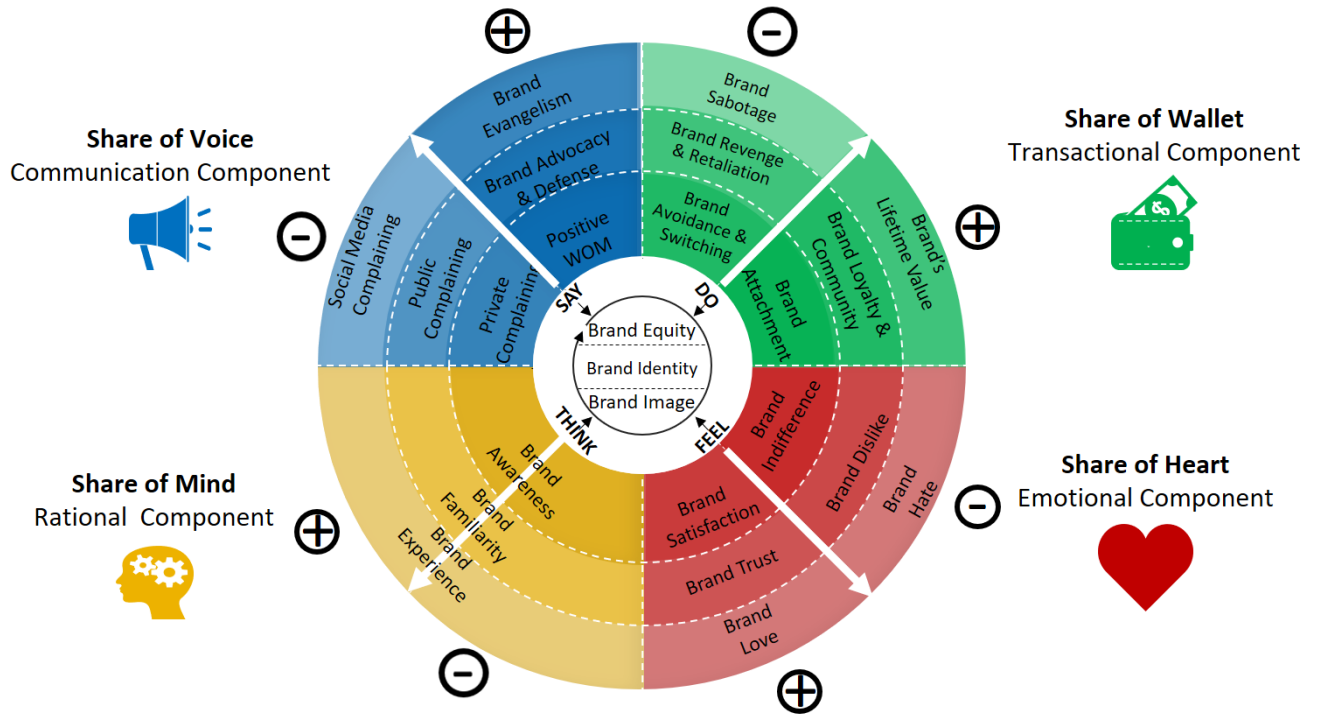 Share of Voice
Communication Component
Share of Wallet
Transactional Component
$
Share of Mind
Rational Component
Share of Heart
Emotional Component
+
-
-
+
+
-
-
+
Brand
Evangelism
Brand Advocacy
& Defense
Positive
WOM
Social Media
Complaining
Public
Complaining
Private
Complaining
Brand
Sabotage
Brand Revenge
& Retaliation
Brand
Avoidance &
Switching
Brand's
Lifetime Value
Brand Loyalty &
Community
Brand
Attachment
SAY
DO
THINK
FEEL
Brand Equity
Brand Identity
Brand Image
Brand
Awareness
Brand
Familiarity
Brand
Experience
Brand
Indifference
Brand Dislike
Brand
Hate
Brand
Satisfaction
Brand Trust
Brand
Love